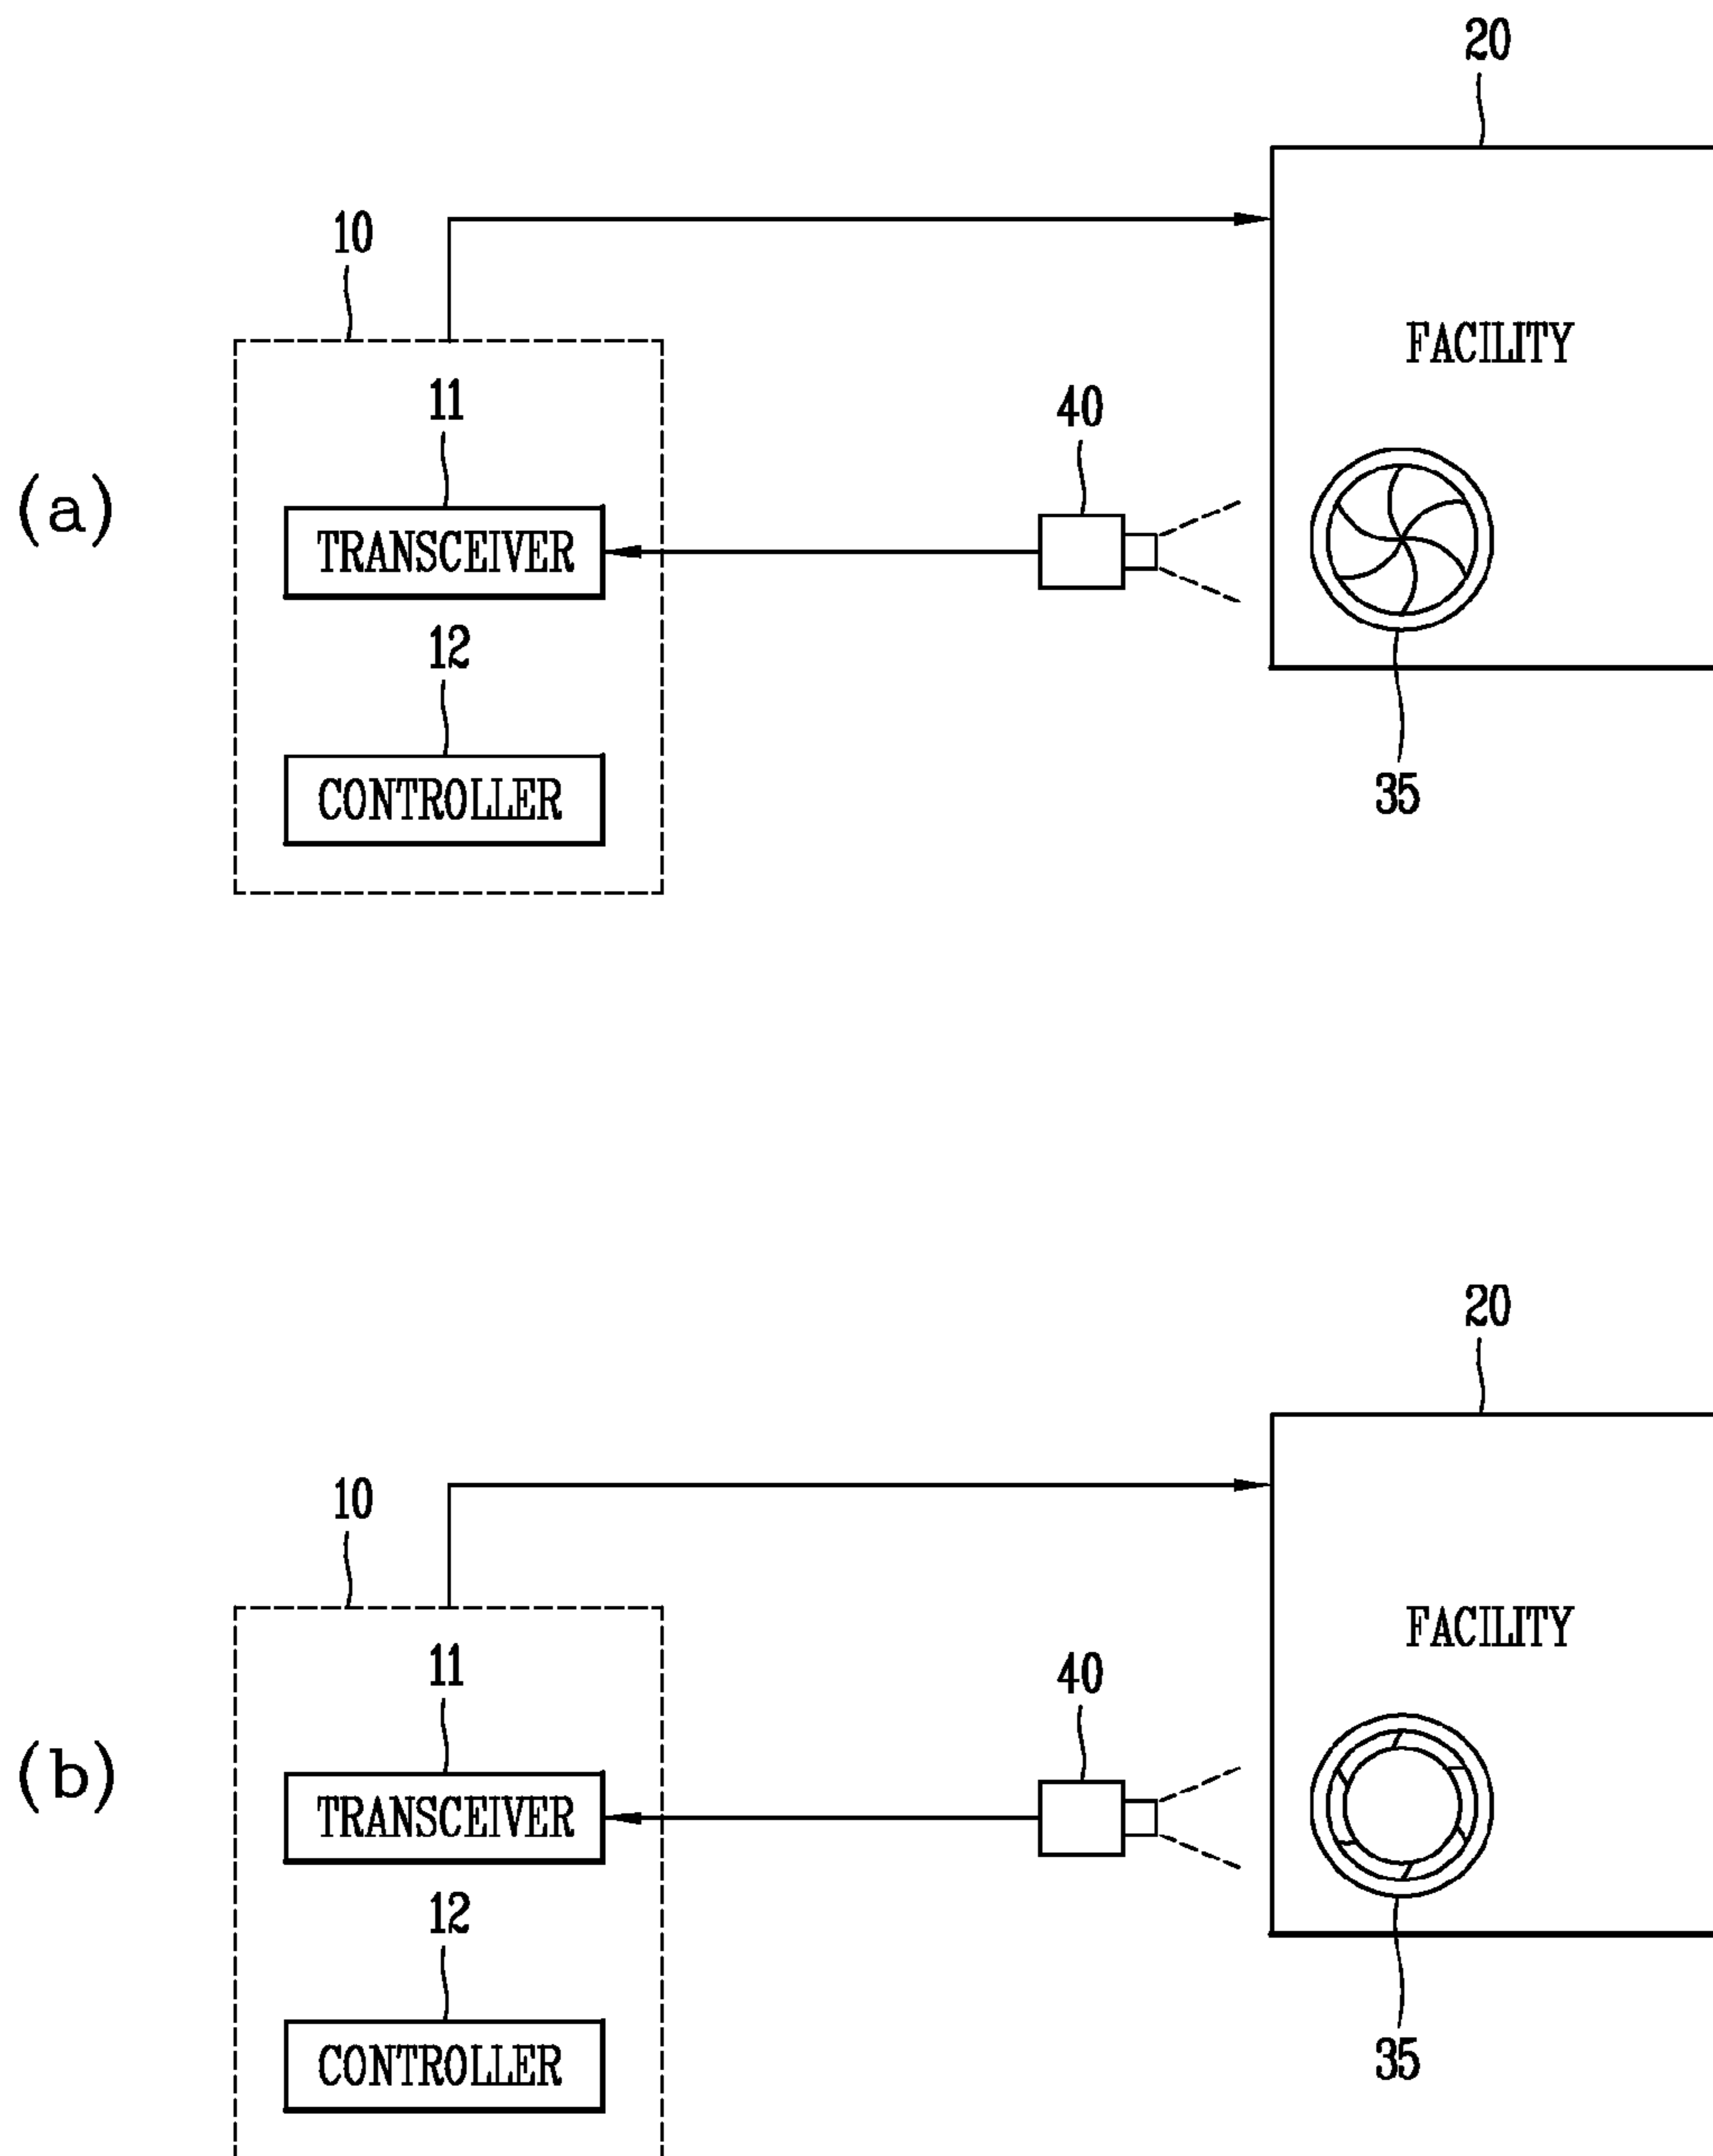 20
10
FACILITY
11
40
(a)
TRANSCEIVER
12
35
CONTROLLER
20
10
FACILITY
11
40
(b)
TRANSCEIVER
12
35
CONTROLLER